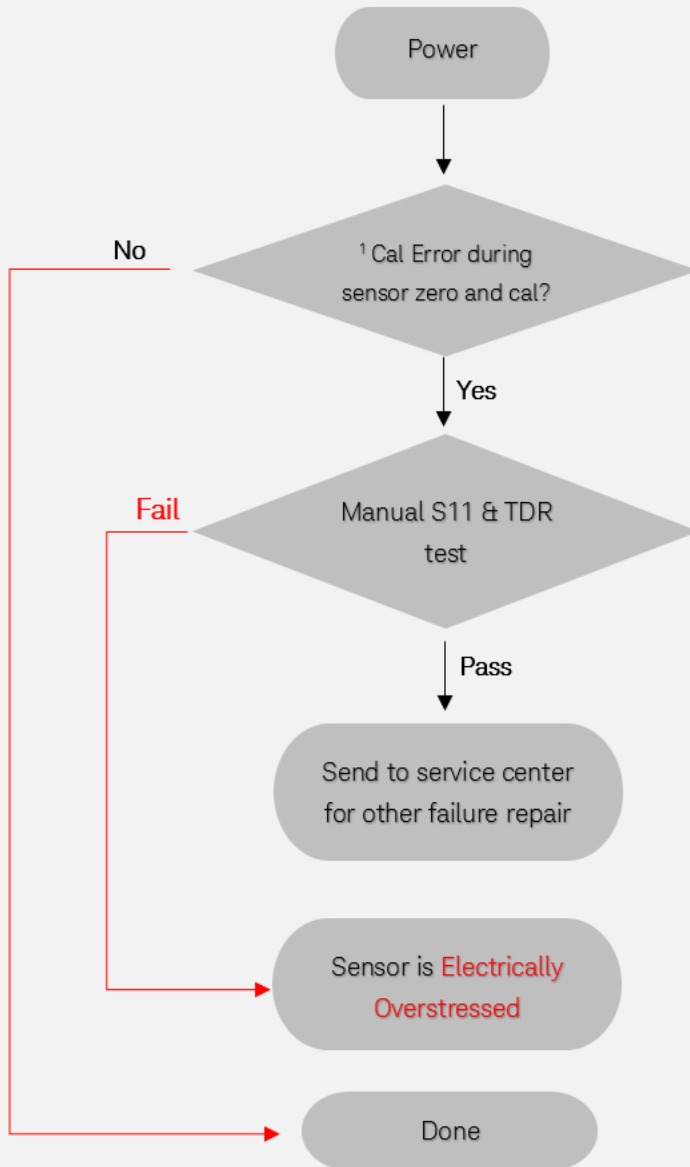 Power
No
¹ Cal Error during
sensor zero and cal?
Yes
Fail
Manual S11 & TDR
test
Pass
Send to service center
for other failure repair
Sensor is Electrically
Overstressed
Done